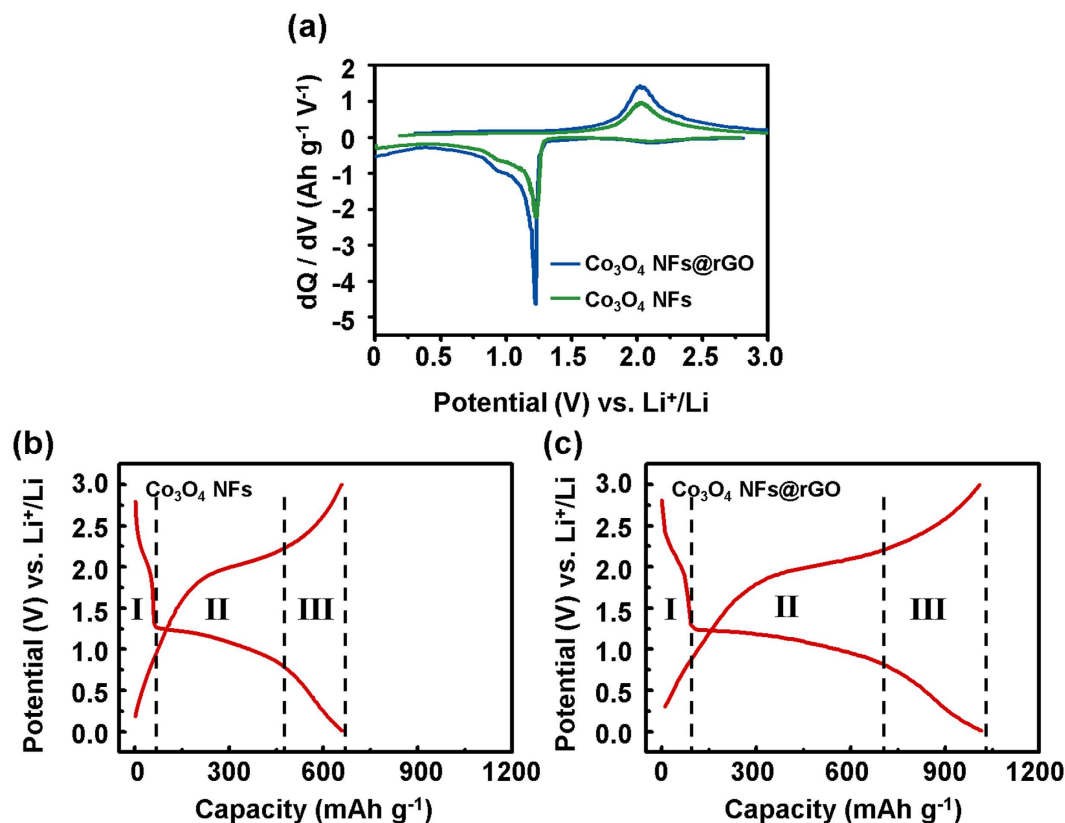 (a)
2
1
0
-1
-2
-3
-4
-5
dQ / dV (Ah g⁻¹ V⁻¹)
Co₃O₄ NFs@rGO
Co₃O₄ NFs
0 0.5 1.0 1.5 2.0 2.5 3.0
Potential (V) vs. Li⁺/Li
(b)
Co₃O₄ NFs
3.0
2.5
2.0
1.5
1.0
0.5
0.0
Potential (V) vs. Li⁺/Li
I II III
0 300 600 900 1200
Capacity (mAh g⁻¹)
(c)
Co₃O₄ NFs@rGO
3.0
2.5
2.0
1.5
1.0
0.5
0.0
Potential (V) vs. Li⁺/Li
I II III
0 300 600 900 1200
Capacity (mAh g⁻¹)